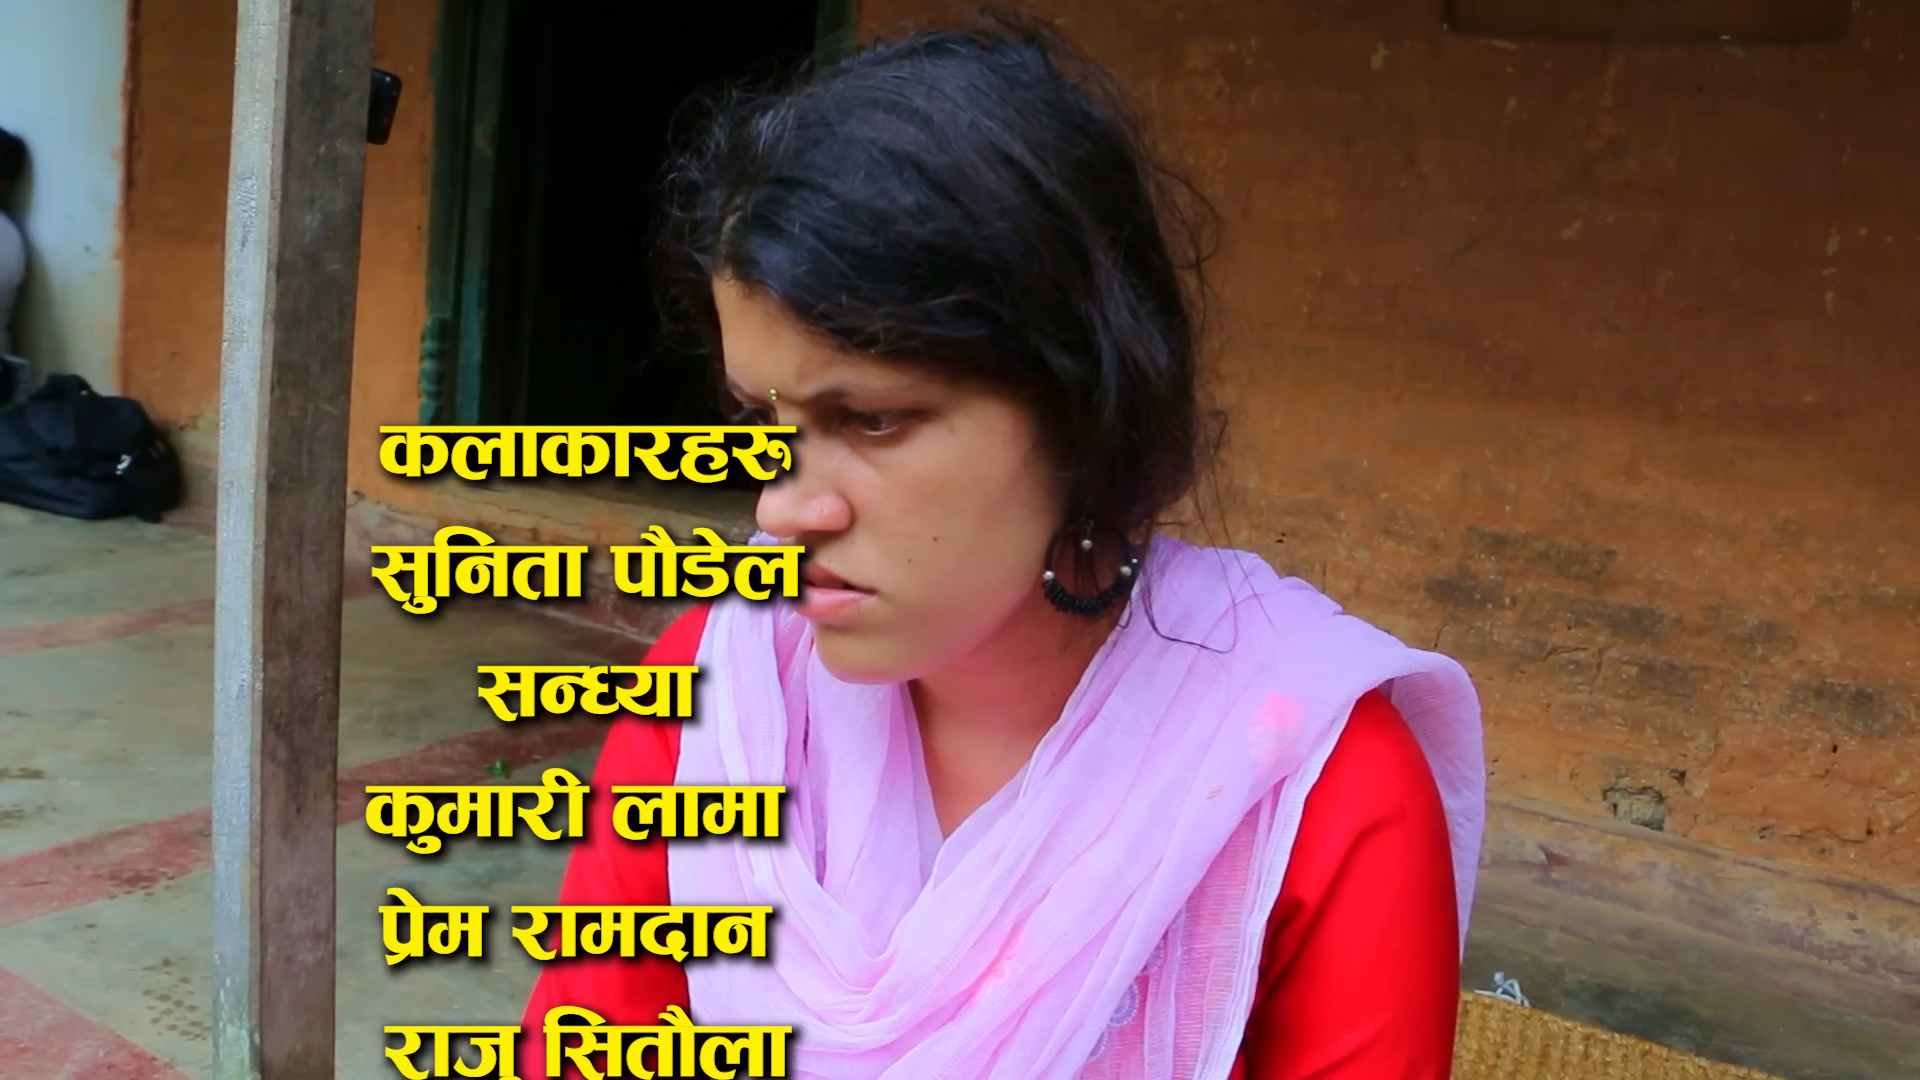 कलाकारहरु
सुनिता पौडेल
सन्ध्या
कुमारी लामा
प्रेम रामदान
राजु सितौला